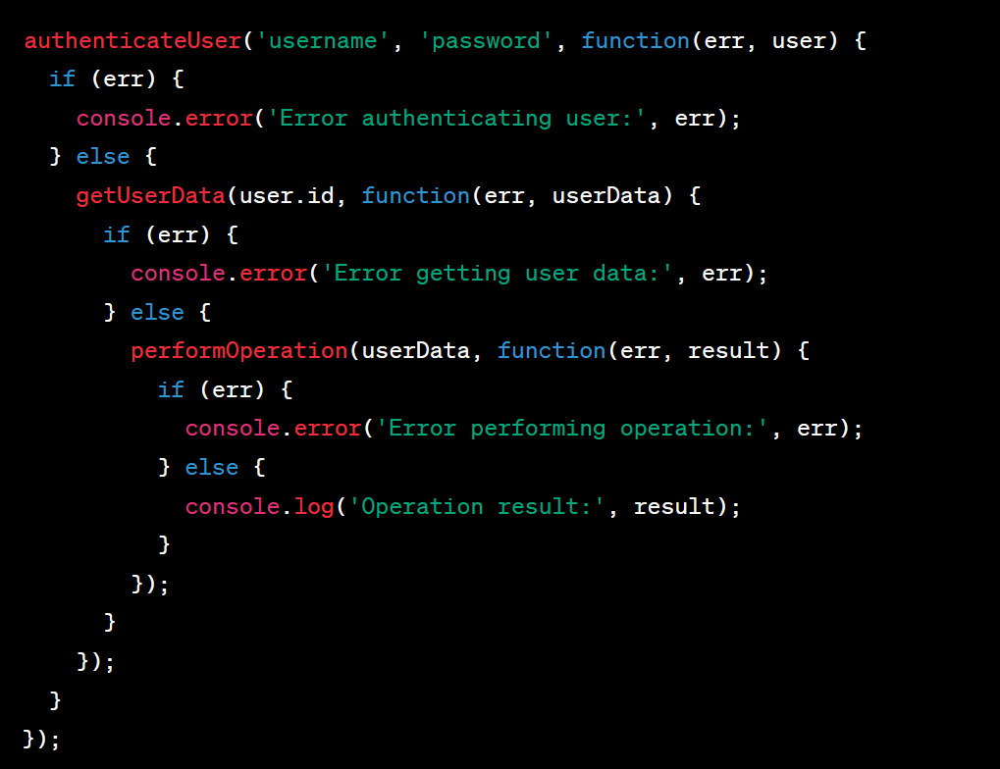 authenticateUser('username', 'password', function(err, user) {
  if (err) {
    console.error('Error authenticating user:', err);
  } else {
    getUserData(user.id, function(err, userData) {
      if (err) {
        console.error('Error getting user data:', err);
      } else {
        performOperation(userData, function(err, result) {
          if (err) {
            console.error('Error performing operation:', err);
          } else {
            console.log('Operation result:', result);
          }
        });
      }
    });
  }
});